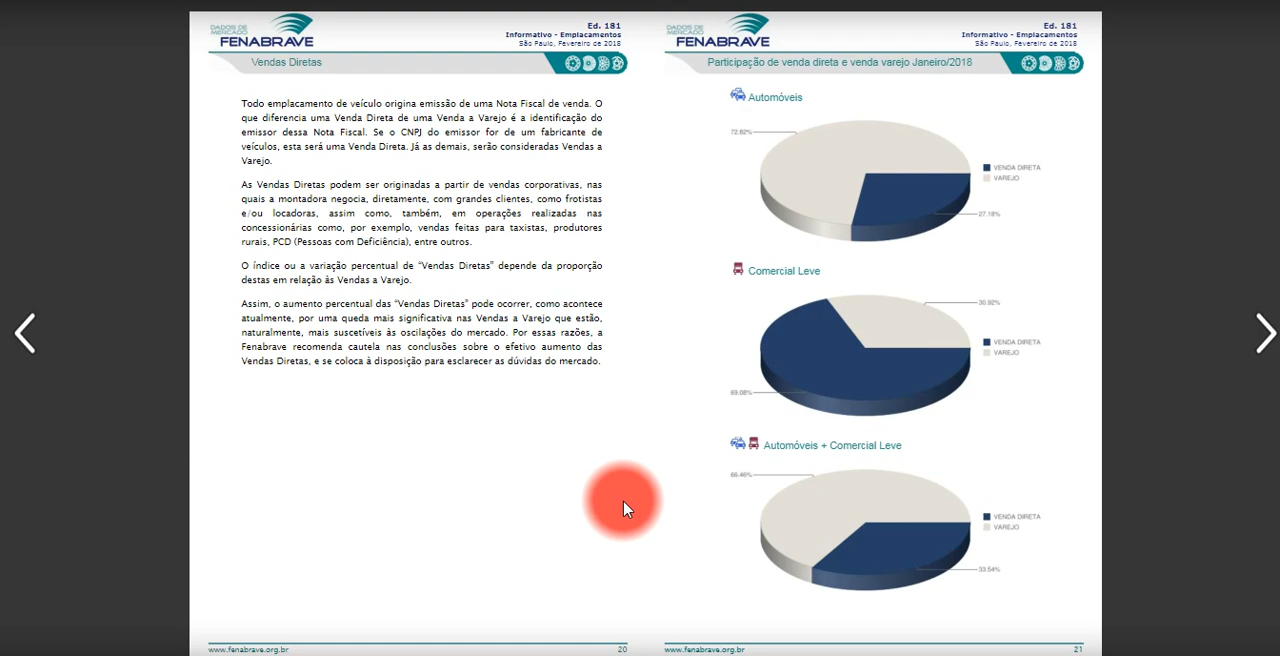 DADOS DE
MERCADO
FENABRAVE
Ed. 181
Informativo - Emplacamentos
São Paulo, Fevereiro de 2018
Vendas Diretas
Todo emplacamento de veículo origina emissão de uma Nota Fiscal de venda. O
que diferencia uma Venda Direta de uma Venda a Varejo é a identificação do
emissor dessa Nota Fiscal. Se o CNPJ do emissor for de um fabricante de
veículos, esta será uma Venda Direta. Já as demais, serão consideradas Vendas a
Varejo.
As Vendas Diretas podem ser originadas a partir de vendas corporativas, nas
quais a montadora negocia, diretamente, com grandes clientes, como frotistas
e/ou locadoras, assim como, também, em operações realizadas nas
concessionárias como, por exemplo, vendas feitas para taxistas, produtores
rurais, PCD (Pessoas com Deficiência), entre outros.
O índice ou a variação percentual de "Vendas Diretas" depende da proporção
destas em relação às Vendas a Varejo.
Assim, o aumento percentual das "Vendas Diretas" pode ocorrer, como acontece
atualmente, por uma queda mais significativa nas Vendas a Varejo que estão,
naturalmente, mais suscetíveis às oscilações do mercado. Por essas razões, a
Fenabrave recomenda cautela nas conclusões sobre o efetivo aumento das
Vendas Diretas, e se coloca à disposição para esclarecer as dúvidas do mercado.
www.fenabrave.org.br
20
DADOS DE
MERCADO
FENABRAVE
Ed. 181
Informativo - Emplacamentos
São Paulo, Fevereiro de 2018
Participação de venda direta e venda varejo Janeiro/2018
Automóveis
72.82%
VENDA DIRETA
VAREJO
27.18%
Comercial Leve
30.92%
VENDA DIRETA
VAREJO
69.08%
Automóveis + Comercial Leve
66.46%
VENDA DIRETA
VAREJO
33.54%
www.fenabrave.org.br
21